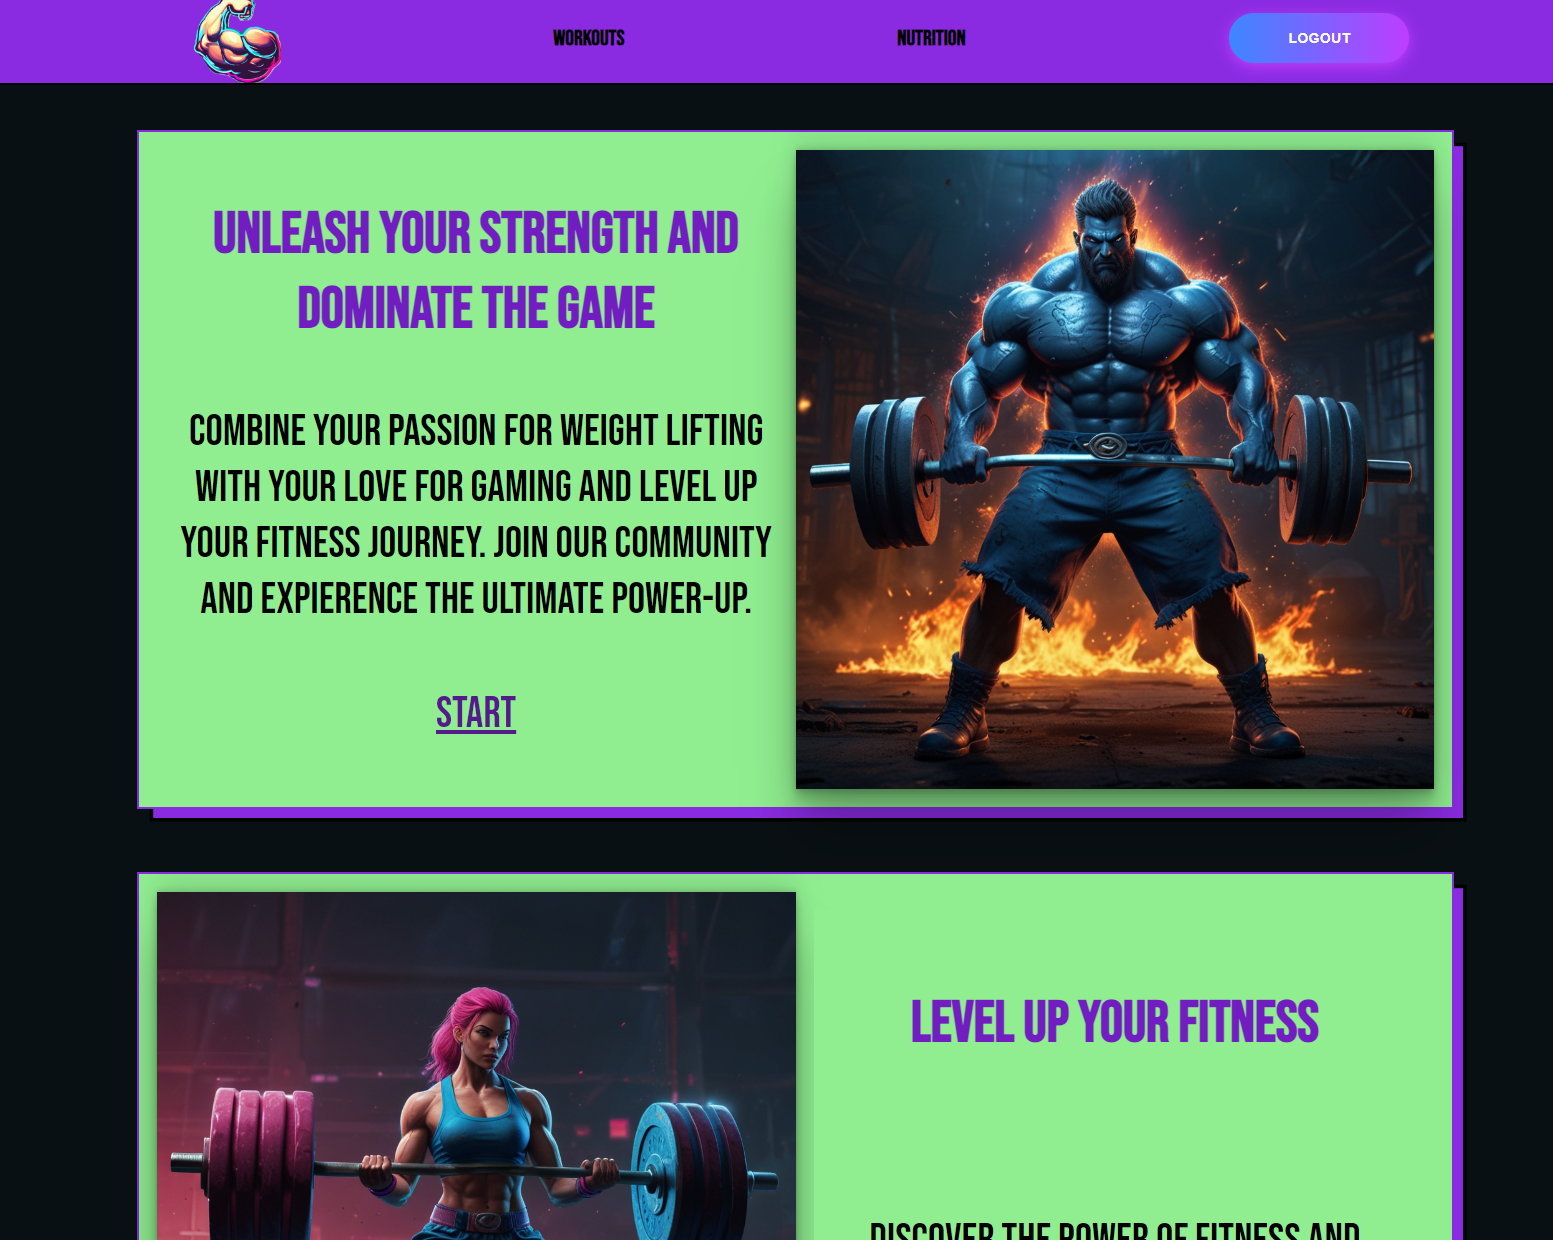 WORKOUTS
NUTRITION
LOGOUT
UNLEASH YOUR STRENGTH AND
DOMINATE THE GAME
COMBINE YOUR PASSION FOR WEIGHT LIFTING
WITH YOUR LOVE FOR GAMING AND LEVEL UP
YOUR FITNESS JOURNEY. JOIN OUR COMMUNITY
AND EXPIERENCE THE ULTIMATE POWER-UP.
START
LEVEL UP YOUR FITNESS
DISCOVER THE POWER OF FITNESS AND